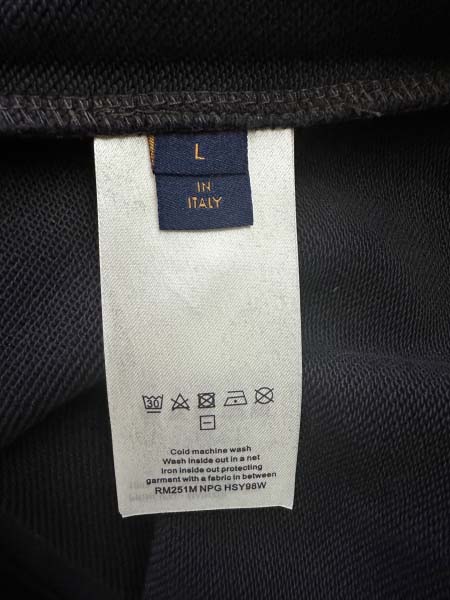 L
IN
ITALY
30
Cold machine wash
Wash inside out in a net
Iron inside out protecting
garment with a fabric in between
RM251M NPG HSY98W